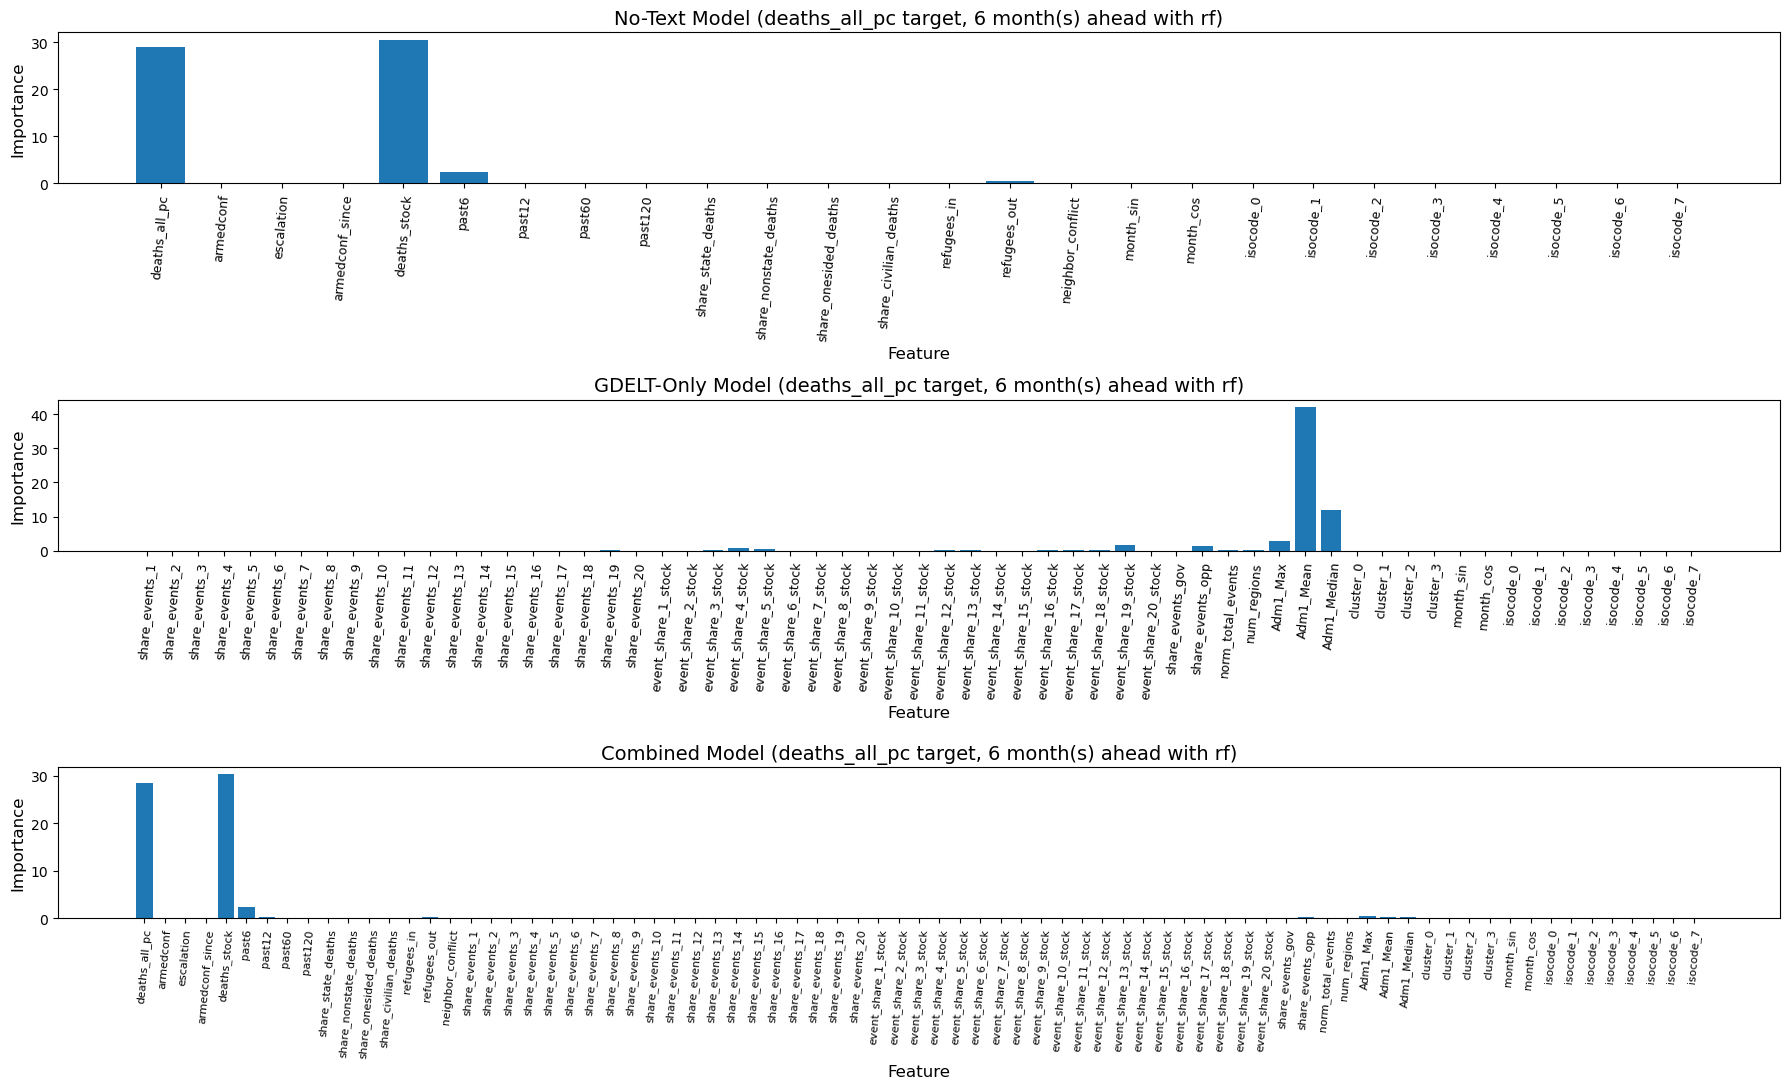 No-Text Model (deaths_all_pc target, 6 month(s) ahead with rf)
Importance
30
20
10
0
deaths_all_pc
armedconf
escalation
armedconf_since
deaths_stock
past6
past12
past60
past120
share_state_deaths
share_nonstate_deaths
share_onesided_deaths
share_civilian_deaths
refugees_in
refugees_out
neighbor_conflict
month_sin
month_cos
isocode_0
isocode_1
isocode_2
isocode_3
isocode_4
isocode_5
isocode_6
isocode_7
Feature
GDELT-Only Model (deaths_all_pc target, 6 month(s) ahead with rf)
Importance
40
30
20
10
0
share_events_1
share_events_2
share_events_3
share_events_4
share_events_5
share_events_6
share_events_7
share_events_8
share_events_9
share_events_10
share_events_11
share_events_12
share_events_13
share_events_14
share_events_15
share_events_16
share_events_17
share_events_18
share_events_19
share_events_20
event_share_1_stock
event_share_2_stock
event_share_3_stock
event_share_4_stock
event_share_5_stock
event_share_6_stock
event_share_7_stock
event_share_8_stock
event_share_9_stock
event_share_10_stock
event_share_11_stock
event_share_12_stock
event_share_13_stock
event_share_14_stock
event_share_15_stock
event_share_16_stock
event_share_17_stock
event_share_18_stock
event_share_19_stock
event_share_20_stock
share_events_gov
share_events_opp
norm_total_events
num_regions
Adm1_Max
Adm1_Mean
Adm1_Median
cluster_0
cluster_1
cluster_2
cluster_3
month_sin
month_cos
isocode_0
isocode_1
isocode_2
isocode_3
isocode_4
isocode_5
isocode_6
isocode_7
Feature
Combined Model (deaths_all_pc target, 6 month(s) ahead with rf)
Importance
30
20
10
0
deaths_all_pc
armedconf
escalation
armedconf_since
deaths_stock
past6
past12
past60
past120
share_state_deaths
share_nonstate_deaths
share_onesided_deaths
share_civilian_deaths
refugees_in
refugees_out
neighbor_conflict
share_events_1
share_events_2
share_events_3
share_events_4
share_events_5
share_events_6
share_events_7
share_events_8
share_events_9
share_events_10
share_events_11
share_events_12
share_events_13
share_events_14
share_events_15
share_events_16
share_events_17
share_events_18
share_events_19
share_events_20
event_share_1_stock
event_share_2_stock
event_share_3_stock
event_share_4_stock
event_share_5_stock
event_share_6_stock
event_share_7_stock
event_share_8_stock
event_share_9_stock
event_share_10_stock
event_share_11_stock
event_share_12_stock
event_share_13_stock
event_share_14_stock
event_share_15_stock
event_share_16_stock
event_share_17_stock
event_share_18_stock
event_share_19_stock
event_share_20_stock
share_events_gov
share_events_opp
norm_total_events
num_regions
Adm1_Max
Adm1_Mean
Adm1_Median
cluster_0
cluster_1
cluster_2
cluster_3
month_sin
month_cos
isocode_0
isocode_1
isocode_2
isocode_3
isocode_4
isocode_5
isocode_6
isocode_7
Feature